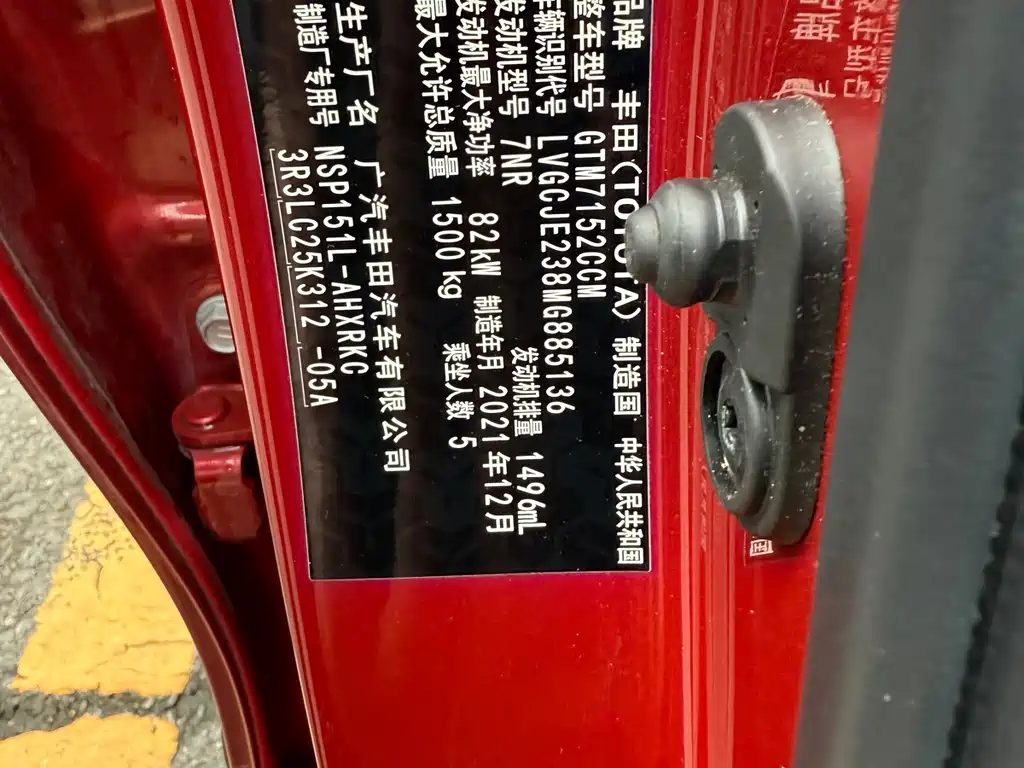 品牌 丰田(TOYOTA) 制造国 中华人民共和国
整车型号 GTM7152GCM
车辆识别代号 LVGCJE238MG885136
发动机型号 7NR 发动机排量 1496mL
发动机最大净功率 82kW 制造年月 2021年12月
最大允许总质量 1500kg 乘坐人数 5
生产厂名 广汽丰田汽车有限公司
制造厂专用号 NSP151L-AHXRKC
3R3LC25K312-05A